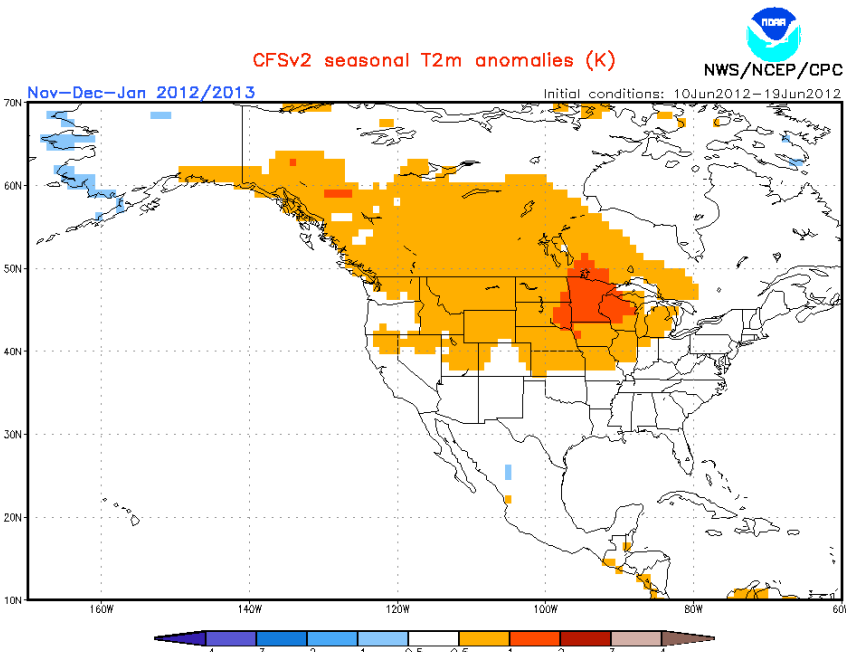 NOAA
CFSv2 seasonal T2m anomalies (K)
NWS/NCEP/CPC
Nov-Dec-Jan 2012/2013
Initial conditions: 10Jun2012-19Jun2012
70N
60N
50N
40N
30N
20N
10N
160W 140W 120W 100W 80W 60W